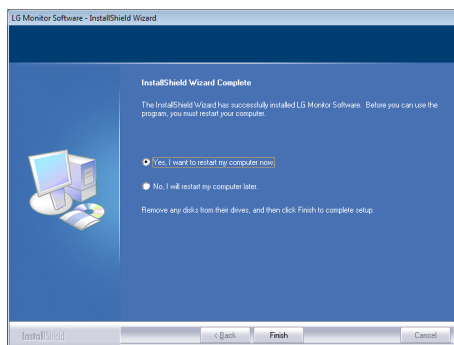 LG Monitor Software - InstallShield Wizard
InstallShield Wizard Complete
The InstallShield Wizard has successfully installed LG Monitor Software. Before you can use the
program, you must restart your computer.
Yes, I want to restart my computer now.
No, I will restart my computer later.
Remove any disks from their drives, and then click Finish to complete setup.
InstallShield
< Back
Finish
Cancel